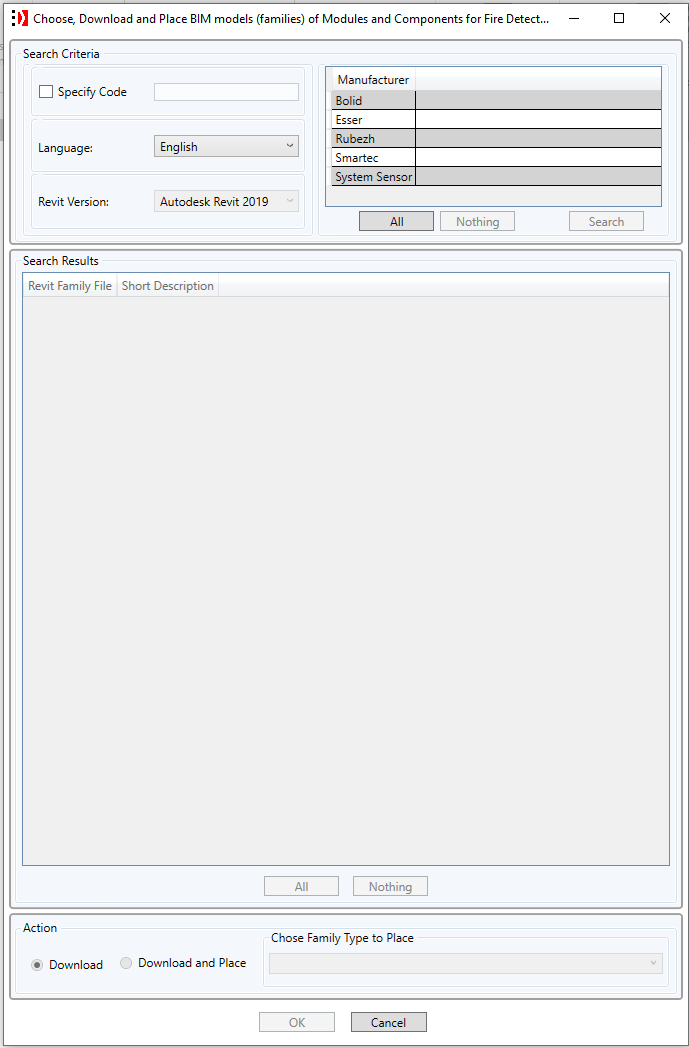 Choose, Download and Place BIM models (families) of Modules and Components for Fire Detect...
Search Criteria
Specify Code
Language:
English
Revit Version:
Autodesk Revit 2019
Manufacturer
Bolid
Esser
Rubezh
Smartec
System Sensor
All
Nothing
Search
Search Results
Revit Family File
Short Description
All
Nothing
Action
Download
Download and Place
Chose Family Type to Place
OK
Cancel